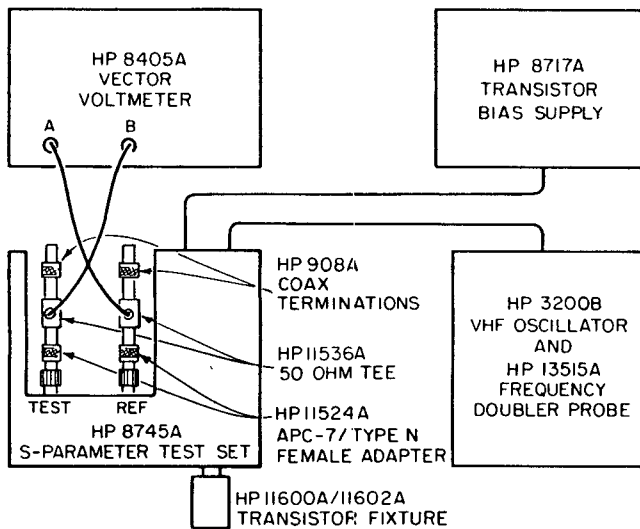 HP 8405A
VECTOR
VOLTMETER
A
B
HP 8717A
TRANSISTOR
BIAS SUPPLY
HP 908A
COAX
TERMINATIONS
HP 11536A
50 OHM TEE
HP 11524A
APC-7/TYPE N
FEMALE ADAPTER
TEST
REF
HP 8745A
S-PARAMETER TEST SET
HP 3200B
VHF OSCILLATOR
AND
HP 13515A
FREQUENCY
DOUBLER PROBE
HP 11600A/11602A
TRANSISTOR FIXTURE